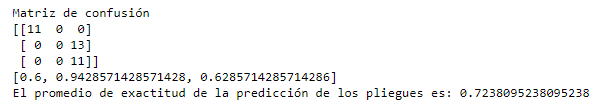 Matriz de confusión
[[11 0 0]
[ 0 0 13]
[ 0 0 11]]
[0.6, 0.9428571428571428, 0.6285714285714286]
El promedio de exactitud de la predicción de los pliegues es: 0.7238095238095238